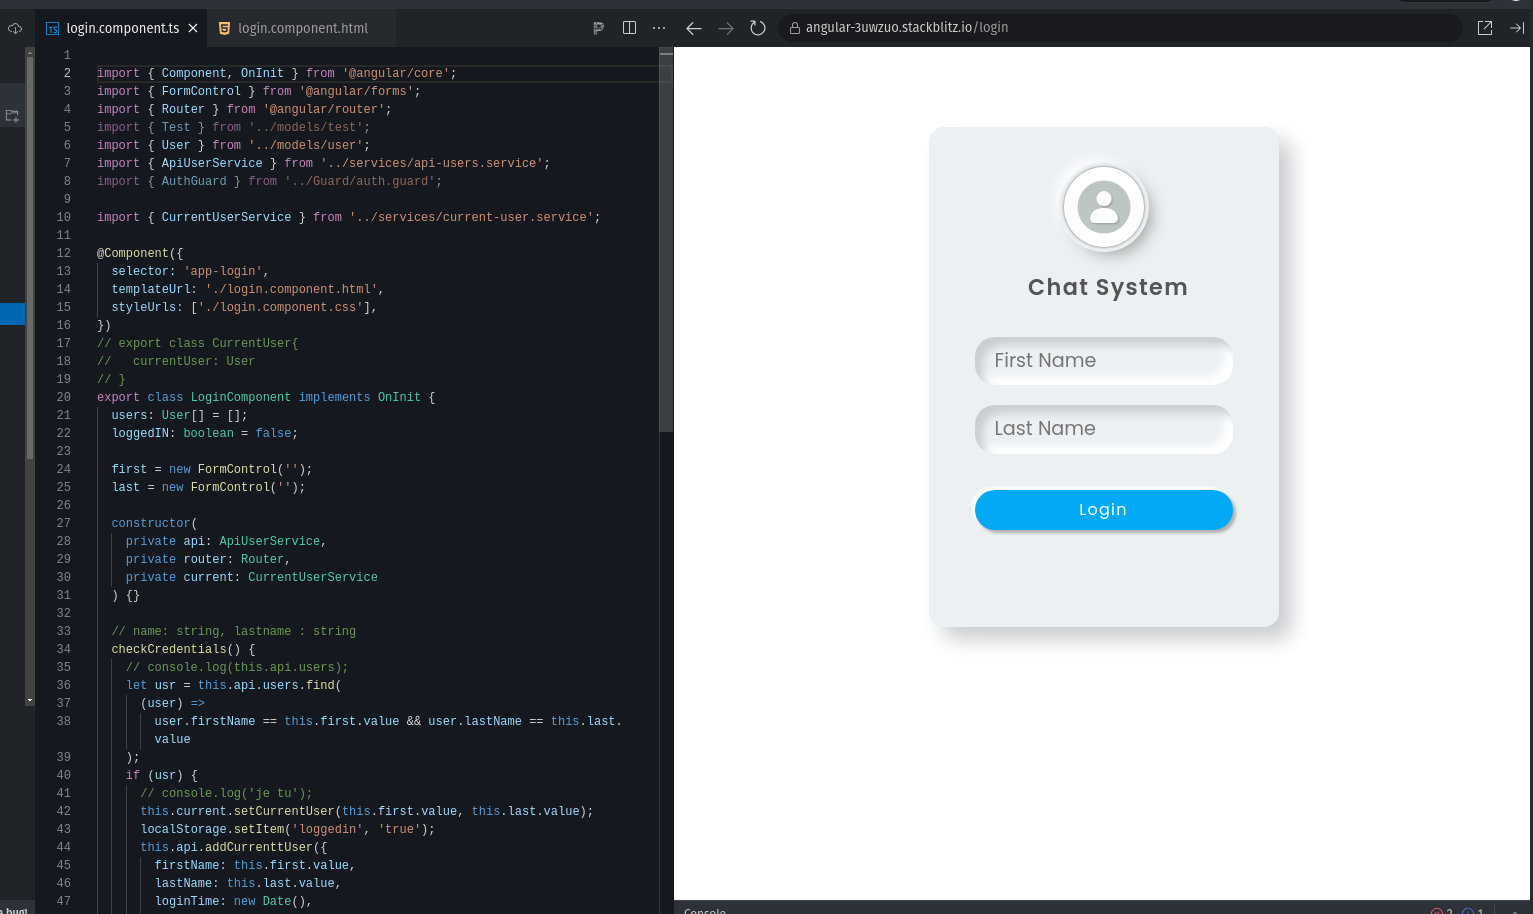 login.component.ts
login.component.html
angular-3uwzuo.stackblitz.io/login
1
2 import { Component, OnInit } from '@angular/core';
3 import { FormControl } from '@angular/forms';
4 import { Router } from '@angular/router';
5 import { Test } from '../models/test';
6 import { User } from '../models/user';
7 import { ApiUserService } from '../services/api-users.service';
8 import { AuthGuard } from '../Guard/auth.guard';
9
10 import { CurrentUserService } from '../services/current-user.service';
11
12 @Component({
13 selector: 'app-login',
14 templateUrl: './login.component.html',
15 styleUrls: ['./login.component.css'],
16 })
17 // export class CurrentUser{
18 //   currentUser: User
19 // }
20 export class LoginComponent implements OnInit {
21 users: User[] = [];
22 loggedIN: boolean = false;
23
24 first = new FormControl('');
25 last = new FormControl('');
26
27 constructor(
28 private api: ApiUserService,
29 private router: Router,
30 private current: CurrentUserService
31 ) {}
32
33 // name: string, lastname : string
34 checkCredentials() {
35 // console.log(this.api.users);
36 let usr = this.api.users.find(
37 (user) =>
38 user.firstName == this.first.value && user.lastName == this.last.
value
39 );
40 if (usr) {
41 // console.log('je tu');
42 this.current.setCurrentUser(this.first.value, this.last.value);
43 localStorage.setItem('loggedin', 'true');
44 this.api.addCurrenttUser({
45 firstName: this.first.value,
46 lastName: this.last.value,
47 loginTime: new Date(),
Chat System
First Name
Last Name
Login
Console
2
1